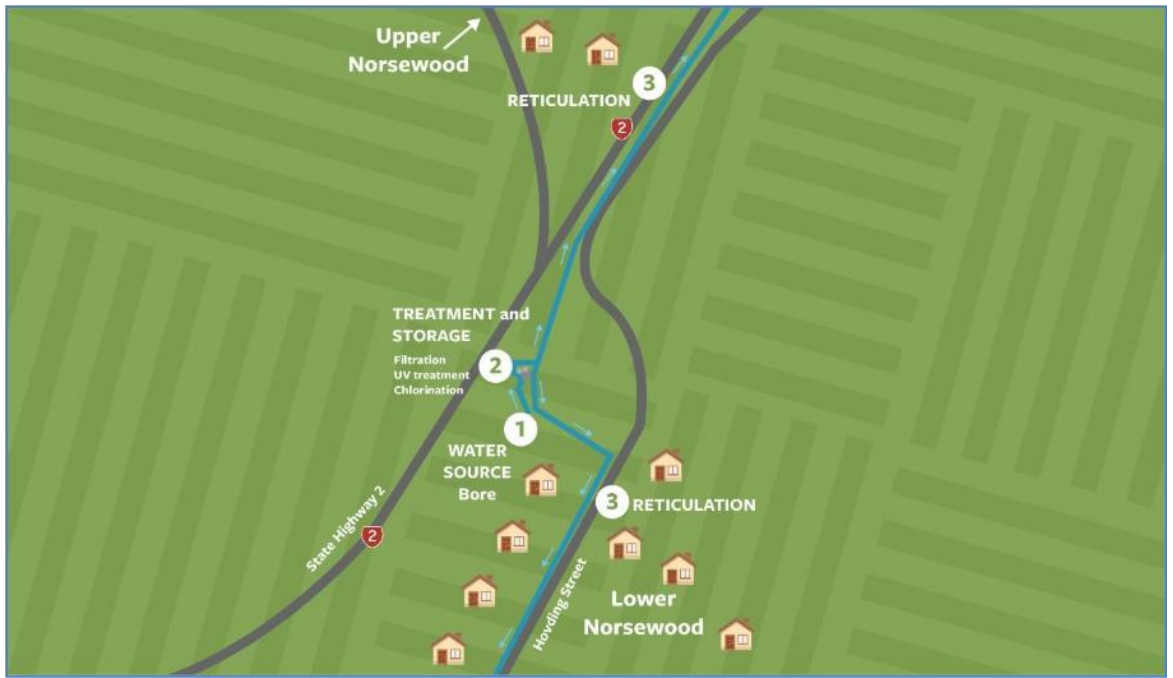 Upper
Norsewood
3
RETICULATION
2
TREATMENT and
STORAGE
2
Filtration
UV treatment
Chlorination
1
WATER
SOURCE
Bore
3
RETICULATION
State Highway 2
2
Hovding Street
Lower
Norsewood